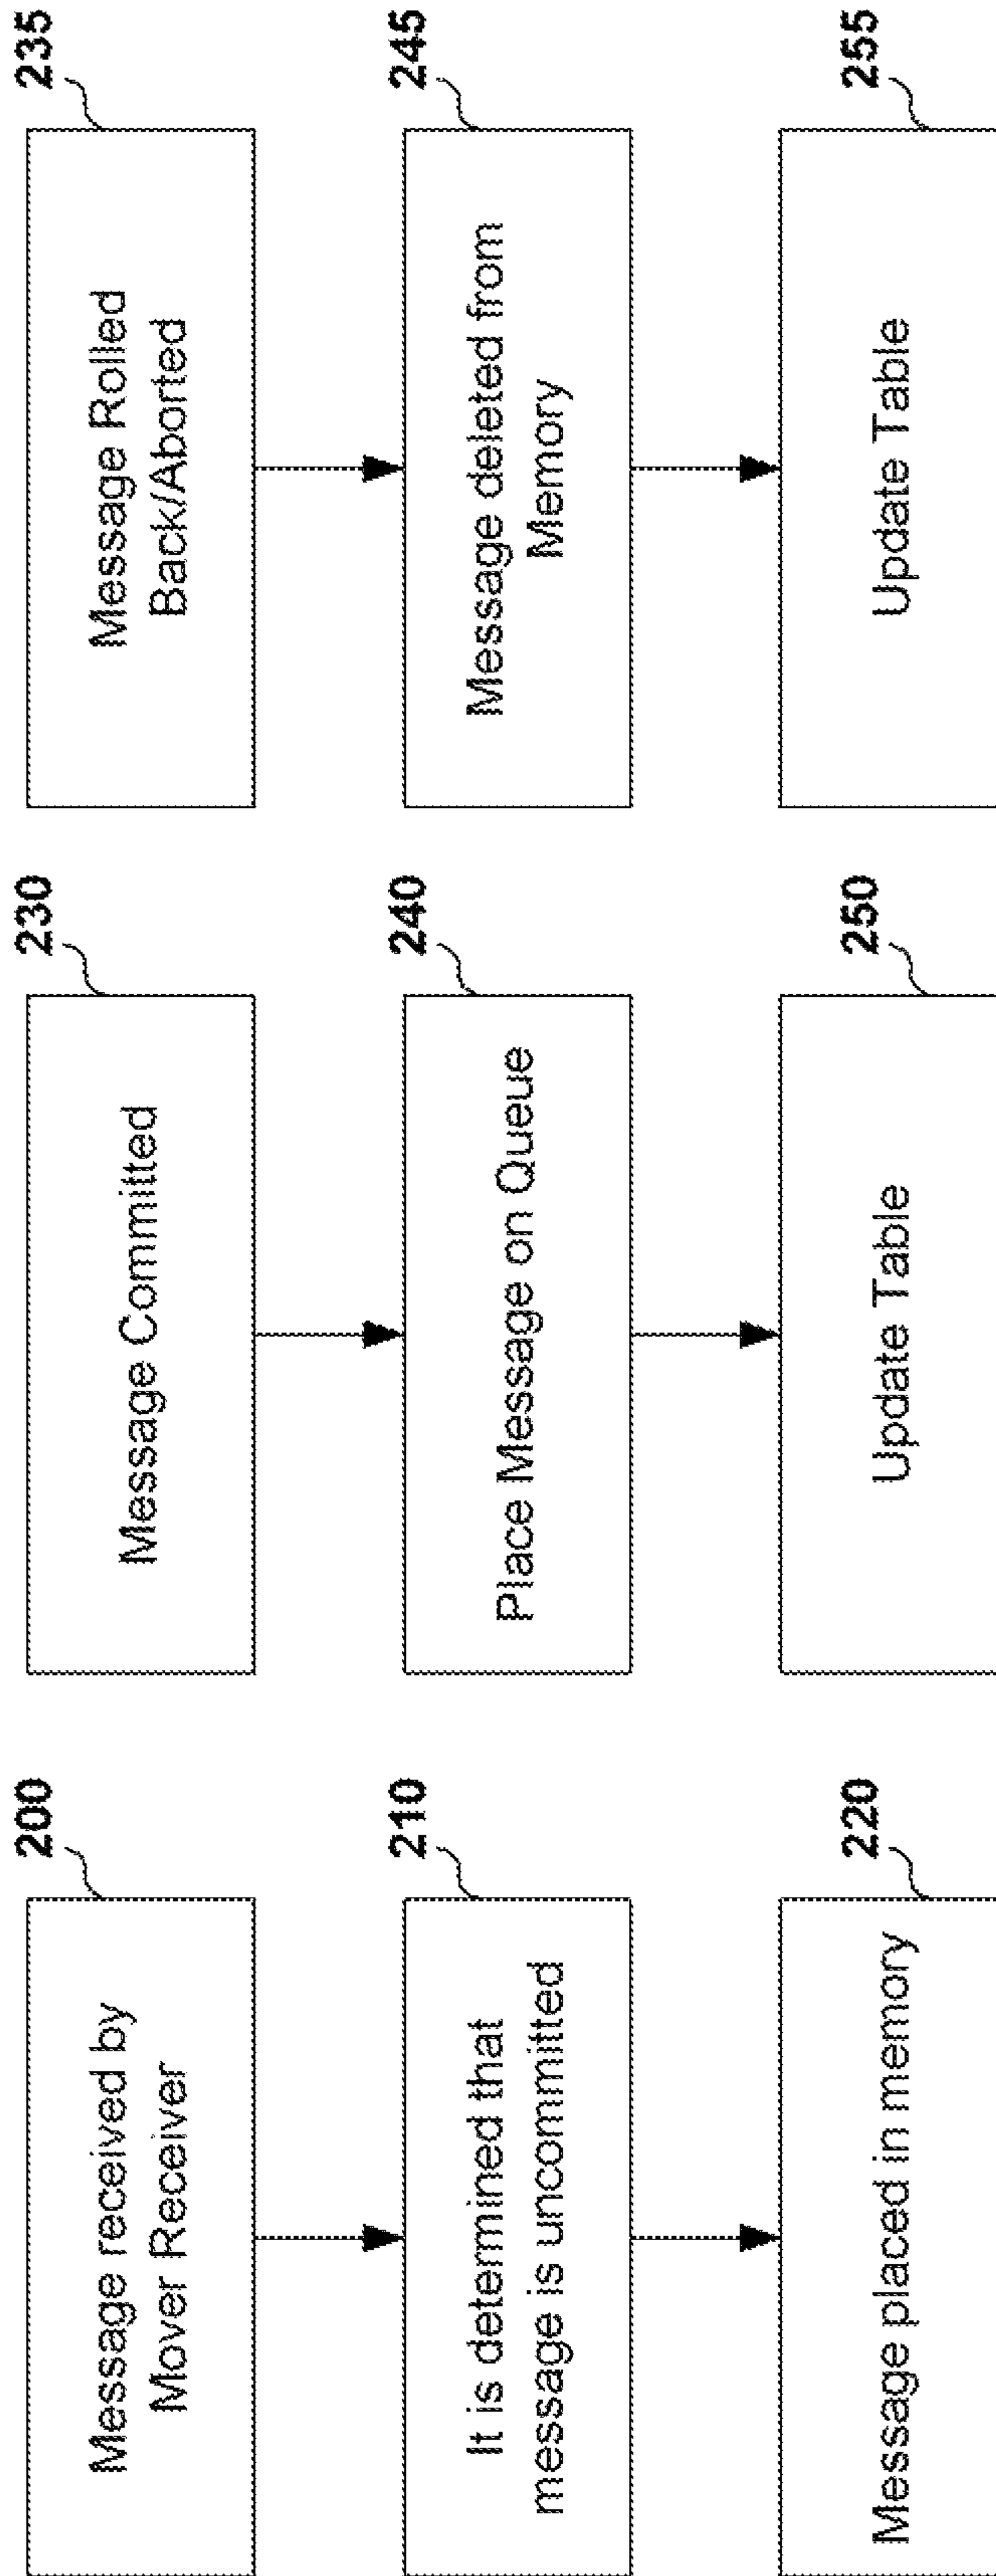 200
Message received by
Mover Receiver
210
It is determined that
message is uncommitted
220
Message placed in memory
230
Message Committed
240
Place Message on Queue
250
Update Table
235
Message Rolled
Back/Aborted
245
Message deleted from
Memory
255
Update Table